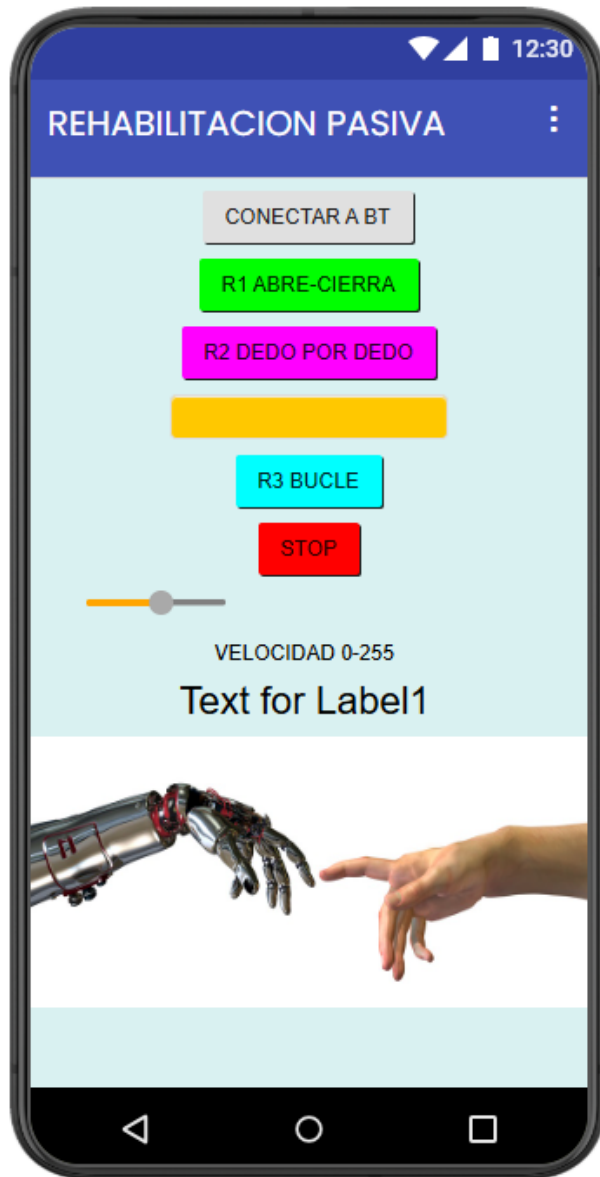 12:30
REHABILITACION PASIVA
CONECTAR A BT
R1 ABRE-CIERRA
R2 DEDO POR DEDO
R3 BUCLE
STOP
VELOCIDAD 0-255
Text for Label1